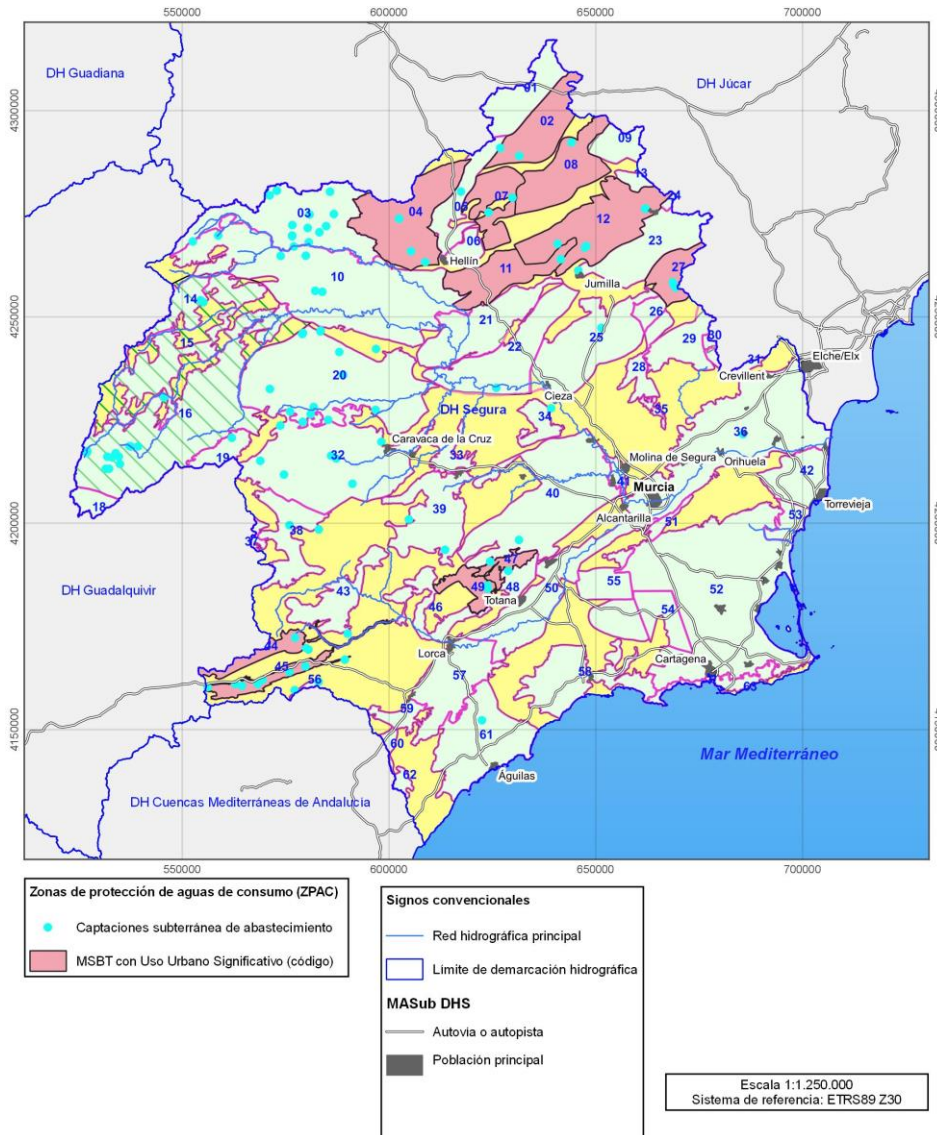 550000
600000
650000
700000
DH Guadiana
DH Júcar
4300000
01
02
09
08
13
24
07
05
04
03
12
23
06
Hellín
11
27
10
Jumilla
14
21
26
15
25
22
29
30
31
Elche/Elx
28
Crevillent
20
16
Cieza
35
DH Segura
34
36
Caravaca de la Cruz
19
32
33
Molina de Segura
Orihuela
42
41
Murcia
40
18
39
Alcantarilla
Torrevieja
51
53
38
37
DH Guadalquivir
47
49
48
50
55
52
43
Totana
46
54
44
Lorca
Cartagena
45
56
57
58
63
59
61
60
Mar Mediterráneo
62
Águilas
DH Cuencas Mediterráneas de Andalucía
550000
600000
650000
700000
Zonas de protección de aguas de consumo (ZPAC)
Captaciones subterránea de abastecimiento
MSBT con Uso Urbano Significativo (código)
Signos convencionales
Red hidrográfica principal
Límite de demarcación hidrográfica
MASub DHS
Autovia o autopista
Población principal
Escala 1:1.250.000
Sistema de referencia: ETRS89 Z30